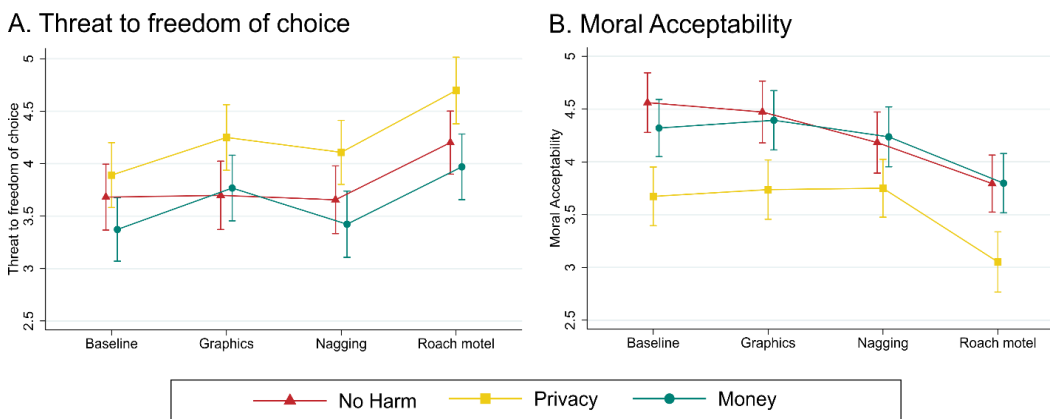 A. Threat to freedom of choice
Threat to freedom of choice
5
4.5
4
3.5
3
2.5
Baseline
Graphics
Nagging
Roach motel
B. Moral Acceptability
Moral Acceptability
5
4.5
4
3.5
3
2.5
Baseline
Graphics
Nagging
Roach motel
No Harm
Privacy
Money